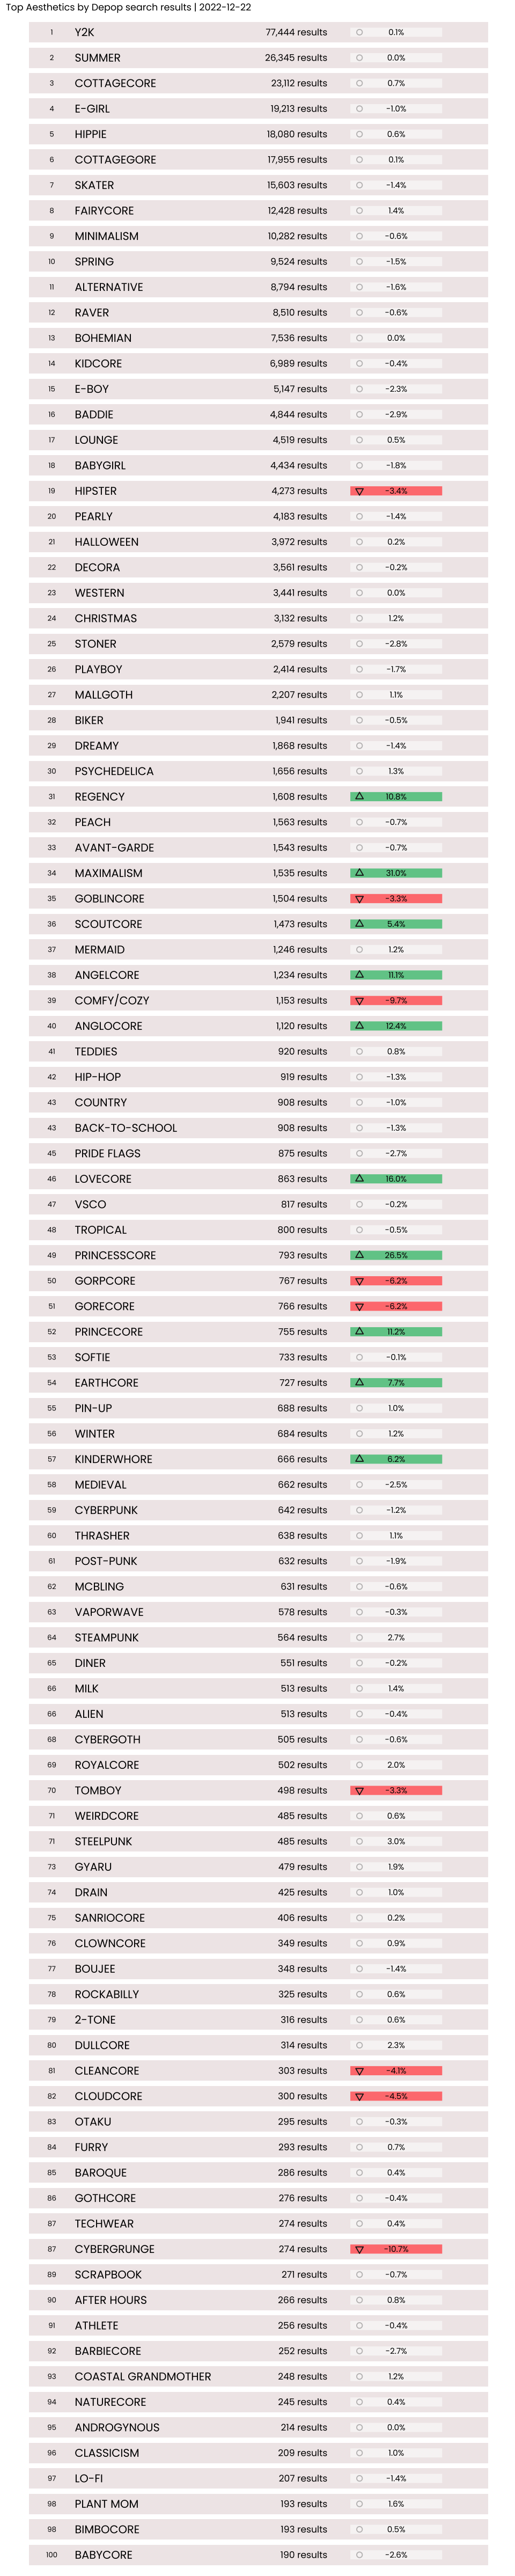 Top Aesthetics by Depop search results | 2022-12-22
1 Y2K 77,444 results 0.1%
2 SUMMER 26,345 results 0.0%
3 COTTAGECORE 23,112 results 0.7%
4 E-GIRL 19,213 results -1.0%
5 HIPPIE 18,080 results 0.6%
6 COTTAGEGORE 17,955 results 0.1%
7 SKATER 15,603 results -1.4%
8 FAIRYCORE 12,428 results 1.4%
9 MINIMALISM 10,282 results -0.6%
10 SPRING 9,524 results -1.5%
11 ALTERNATIVE 8,794 results -1.6%
12 RAVER 8,510 results -0.6%
13 BOHEMIAN 7,536 results 0.0%
14 KIDCORE 6,989 results -0.4%
15 E-BOY 5,147 results -2.3%
16 BADDIE 4,844 results -2.9%
17 LOUNGE 4,519 results 0.5%
18 BABYGIRL 4,434 results -1.8%
19 HIPSTER 4,273 results -3.4%
20 PEARLY 4,183 results -1.4%
21 HALLOWEEN 3,972 results 0.2%
22 DECORA 3,561 results -0.2%
23 WESTERN 3,441 results 0.0%
24 CHRISTMAS 3,132 results 1.2%
25 STONER 2,579 results -2.8%
26 PLAYBOY 2,414 results -1.7%
27 MALLGOTH 2,207 results 1.1%
28 BIKER 1,941 results -0.5%
29 DREAMY 1,868 results -1.4%
30 PSYCHEDELICA 1,656 results 1.3%
31 REGENCY 1,608 results 10.8%
32 PEACH 1,563 results -0.7%
33 AVANT-GARDE 1,543 results -0.7%
34 MAXIMALISM 1,535 results 31.0%
35 GOBLINCORE 1,504 results -3.3%
36 SCOUTCORE 1,473 results 5.4%
37 MERMAID 1,246 results 1.2%
38 ANGELCORE 1,234 results 11.1%
39 COMFY/COZY 1,153 results -9.7%
40 ANGLOCORE 1,120 results 12.4%
41 TEDDIES 920 results 0.8%
42 HIP-HOP 919 results -1.3%
43 COUNTRY 908 results -1.0%
43 BACK-TO-SCHOOL 908 results -1.3%
45 PRIDE FLAGS 875 results -2.7%
46 LOVECORE 863 results 16.0%
47 VSCO 817 results -0.2%
48 TROPICAL 800 results -0.5%
49 PRINCESSCORE 793 results 26.5%
50 GORPCORE 767 results -6.2%
51 GORECORE 766 results -6.2%
52 PRINCECORE 755 results 11.2%
53 SOFTIE 733 results -0.1%
54 EARTHCORE 727 results 7.7%
55 PIN-UP 688 results 1.0%
56 WINTER 684 results 1.2%
57 KINDERWHORE 666 results 6.2%
58 MEDIEVAL 662 results -2.5%
59 CYBERPUNK 642 results -1.2%
60 THRASHER 638 results 1.1%
61 POST-PUNK 632 results -1.9%
62 MCBLING 631 results -0.6%
63 VAPORWAVE 578 results -0.3%
64 STEAMPUNK 564 results 2.7%
65 DINER 551 results -0.2%
66 MILK 513 results 1.4%
66 ALIEN 513 results -0.4%
68 CYBERGOTH 505 results -0.6%
69 ROYALCORE 502 results 2.0%
70 TOMBOY 498 results -3.3%
71 WEIRDCORE 485 results 0.6%
71 STEELPUNK 485 results 3.0%
73 GYARU 479 results 1.9%
74 DRAIN 425 results 1.0%
75 SANRIOCORE 406 results 0.2%
76 CLOWNCORE 349 results 0.9%
77 BOUJEE 348 results -1.4%
78 ROCKABILLY 325 results 0.6%
79 2-TONE 316 results 0.6%
80 DULLCORE 314 results 2.3%
81 CLEANCORE 303 results -4.1%
82 CLOUDCORE 300 results -4.5%
83 OTAKU 295 results -0.3%
84 FURRY 293 results 0.7%
85 BAROQUE 286 results 0.4%
86 GOTHCORE 276 results -0.4%
87 TECHWEAR 274 results 0.4%
87 CYBERGRUNGE 274 results -10.7%
89 SCRAPBOOK 271 results -0.7%
90 AFTER HOURS 266 results 0.8%
91 ATHLETE 256 results -0.4%
92 BARBIECORE 252 results -2.7%
93 COASTAL GRANDMOTHER 248 results 1.2%
94 NATURECORE 245 results 0.4%
95 ANDROGYNOUS 214 results 0.0%
96 CLASSICISM 209 results 1.0%
97 LO-FI 207 results -1.4%
98 PLANT MOM 193 results 1.6%
98 BIMBOCORE 193 results 0.5%
100 BABYCORE 190 results -2.6%